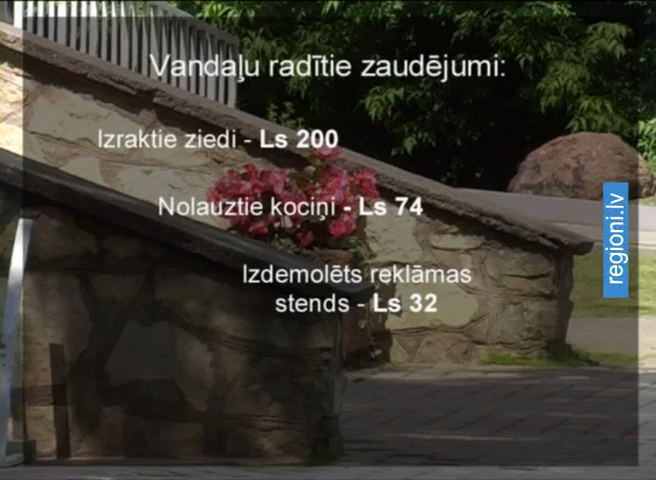 Vandaļu radītie zaudējumi:
Izraktie ziedi - Ls 200
Nolauztie kociņi - Ls 74
Izdemolēts reklāmas
stends - Ls 32
regioni.lv